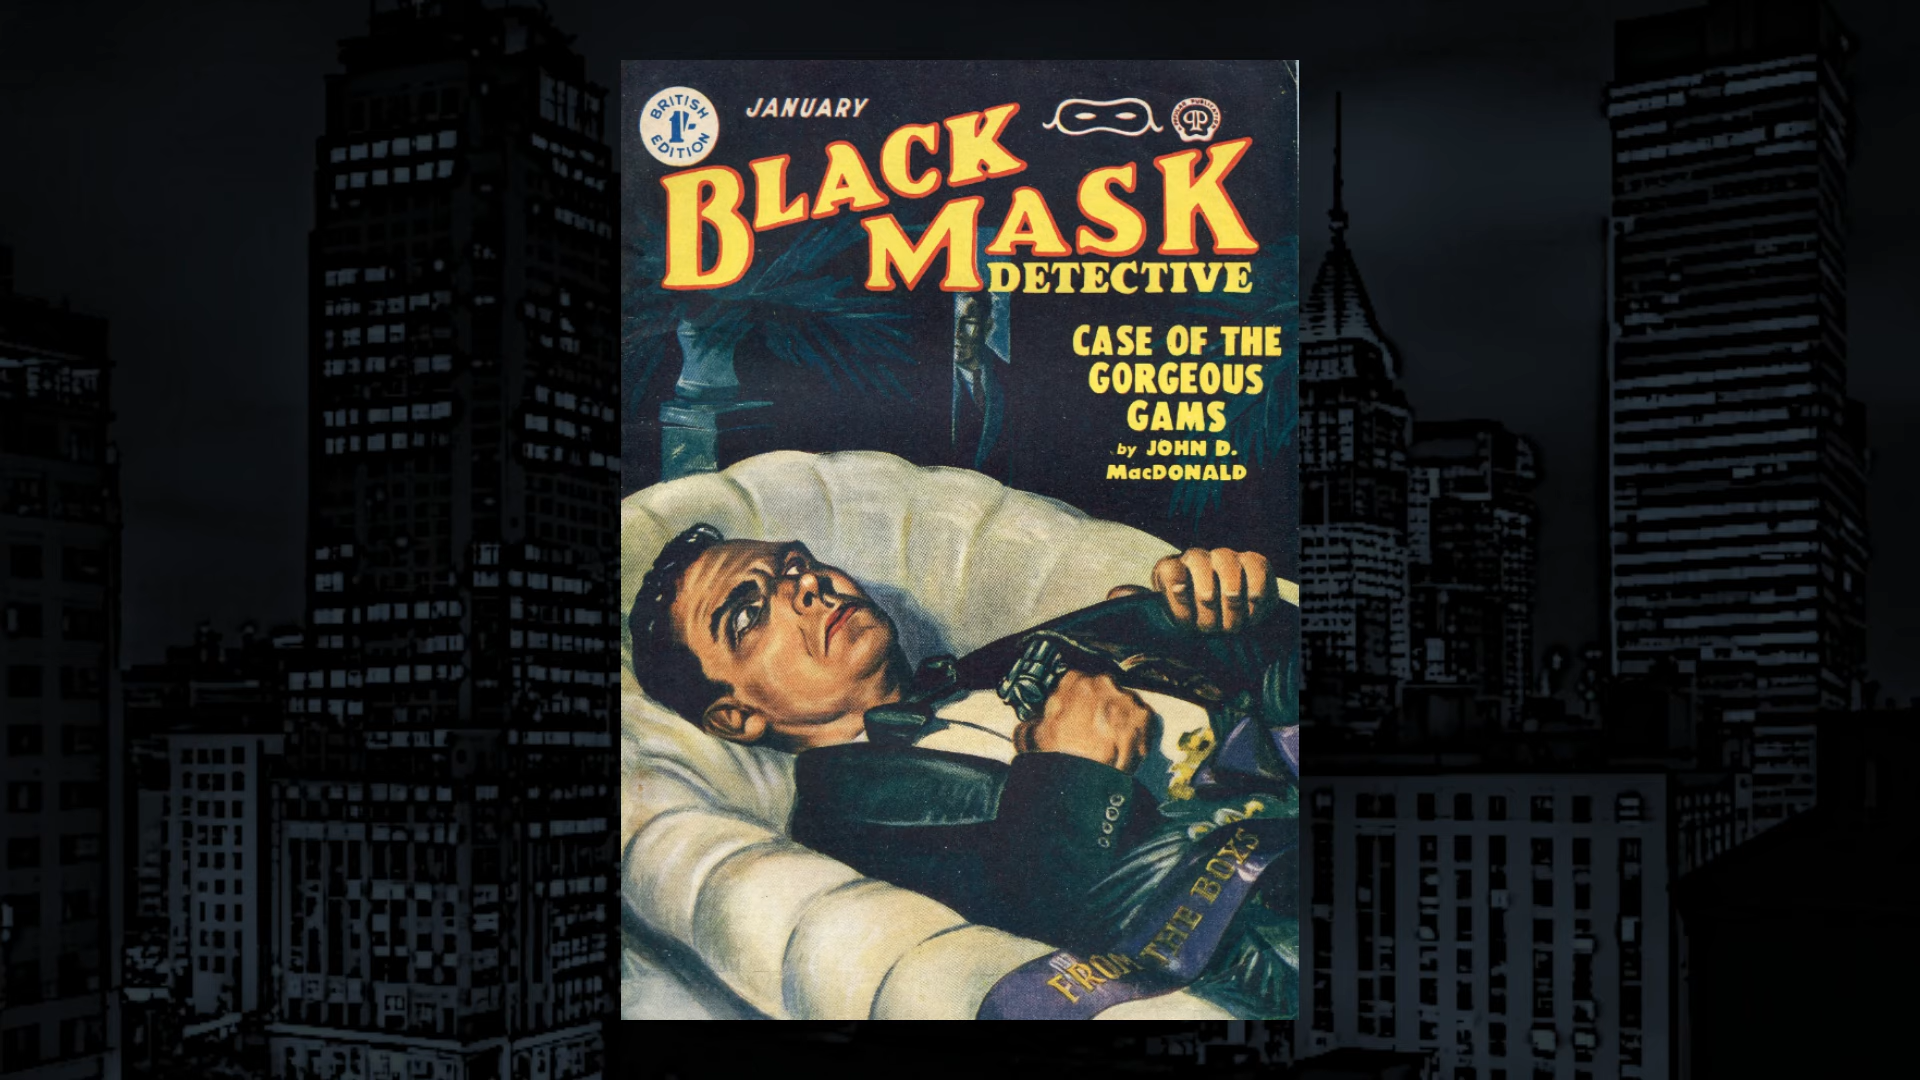 BRITISH
1/-
EDITION
JANUARY
BLACK
MASK
DETECTIVE
CASE OF THE
GORGEOUS
GAMS
by JOHN D.
MacDONALD
FROM THE BOYS